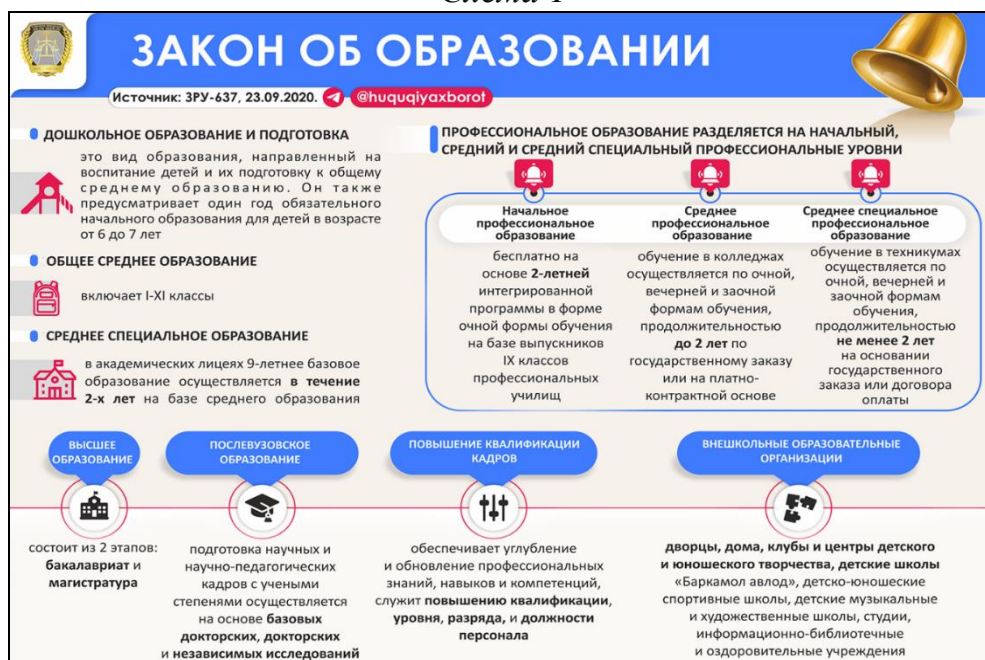 Схема 1
ЗАКОН ОБ ОБРАЗОВАНИИ
Источник: ЗРУ-637, 23.09.2020. @huquqiyaxborot
ДОШКОЛЬНОЕ ОБРАЗОВАНИЕ И ПОДГОТОВКА
это вид образования, направленный на
воспитание детей и их подготовку к общему
среднему образованию. Он также
предусматривает один год обязательного
начального образования для детей в возрасте
от 6 до 7 лет
ОБЩЕЕ СРЕДНЕЕ ОБРАЗОВАНИЕ
включает I-XI классы
СРЕДНЕЕ СПЕЦИАЛЬНОЕ ОБРАЗОВАНИЕ
в академических лицеях 9-летнее базовое
образование осуществляется в течение
2-х лет на базе среднего образования
ПРОФЕССИОНАЛЬНОЕ ОБРАЗОВАНИЕ РАЗДЕЛЯЕТСЯ НА НАЧАЛЬНЫЙ,
СРЕДНИЙ И СРЕДНИЙ СПЕЦИАЛЬНЫЙ ПРОФЕССИОНАЛЬНЫЕ УРОВНИ
Начальное
профессиональное
образование
бесплатно на
основе 2-летней
интегрированной
программы в форме
очной формы обучения
на базе выпускников
IX классов
профессиональных
училищ
Среднее
профессиональное
образование
обучение в колледжах
осуществляется по очной,
вечерней и заочной
формам обучения,
продолжительностью
до 2 лет по
государственному заказу
или на платно-
контрактной основе
Среднее специальное
профессиональное
образование
обучение в техникумах
осуществляется по
очной, вечерней и
заочной формам
обучения,
продолжительностью
не менее 2 лет
на основании
государственного
заказа или договора
оплаты
ВЫСШЕЕ
ОБРАЗОВАНИЕ
состоит из 2 этапов:
бакалавриат и
магистратура
ПОСЛЕВУЗОВСКОЕ
ОБРАЗОВАНИЕ
подготовка научных и
научно-педагогических
кадров с учеными
степенями осуществляется
на основе базовых
докторских, докторских
и независимых исследований
ПОВЫШЕНИЕ КВАЛИФИКАЦИИ
КАДРОВ
обеспечивает углубление
и обновление профессиональных
знаний, навыков и компетенций,
служит повышению квалификации,
уровня, разряда, и должности
персонала
ВНЕШКОЛЬНЫЕ ОБРАЗОВАТЕЛЬНЫЕ
ОРГАНИЗАЦИИ
дворцы, дома, клубы и центры детского
и юношеского творчества, детские школы
«Баркамол авлод», детско-юношеские
спортивные школы, детские музыкальные
и художественные школы, студии,
информационно-библиотечные
и оздоровительные учреждения